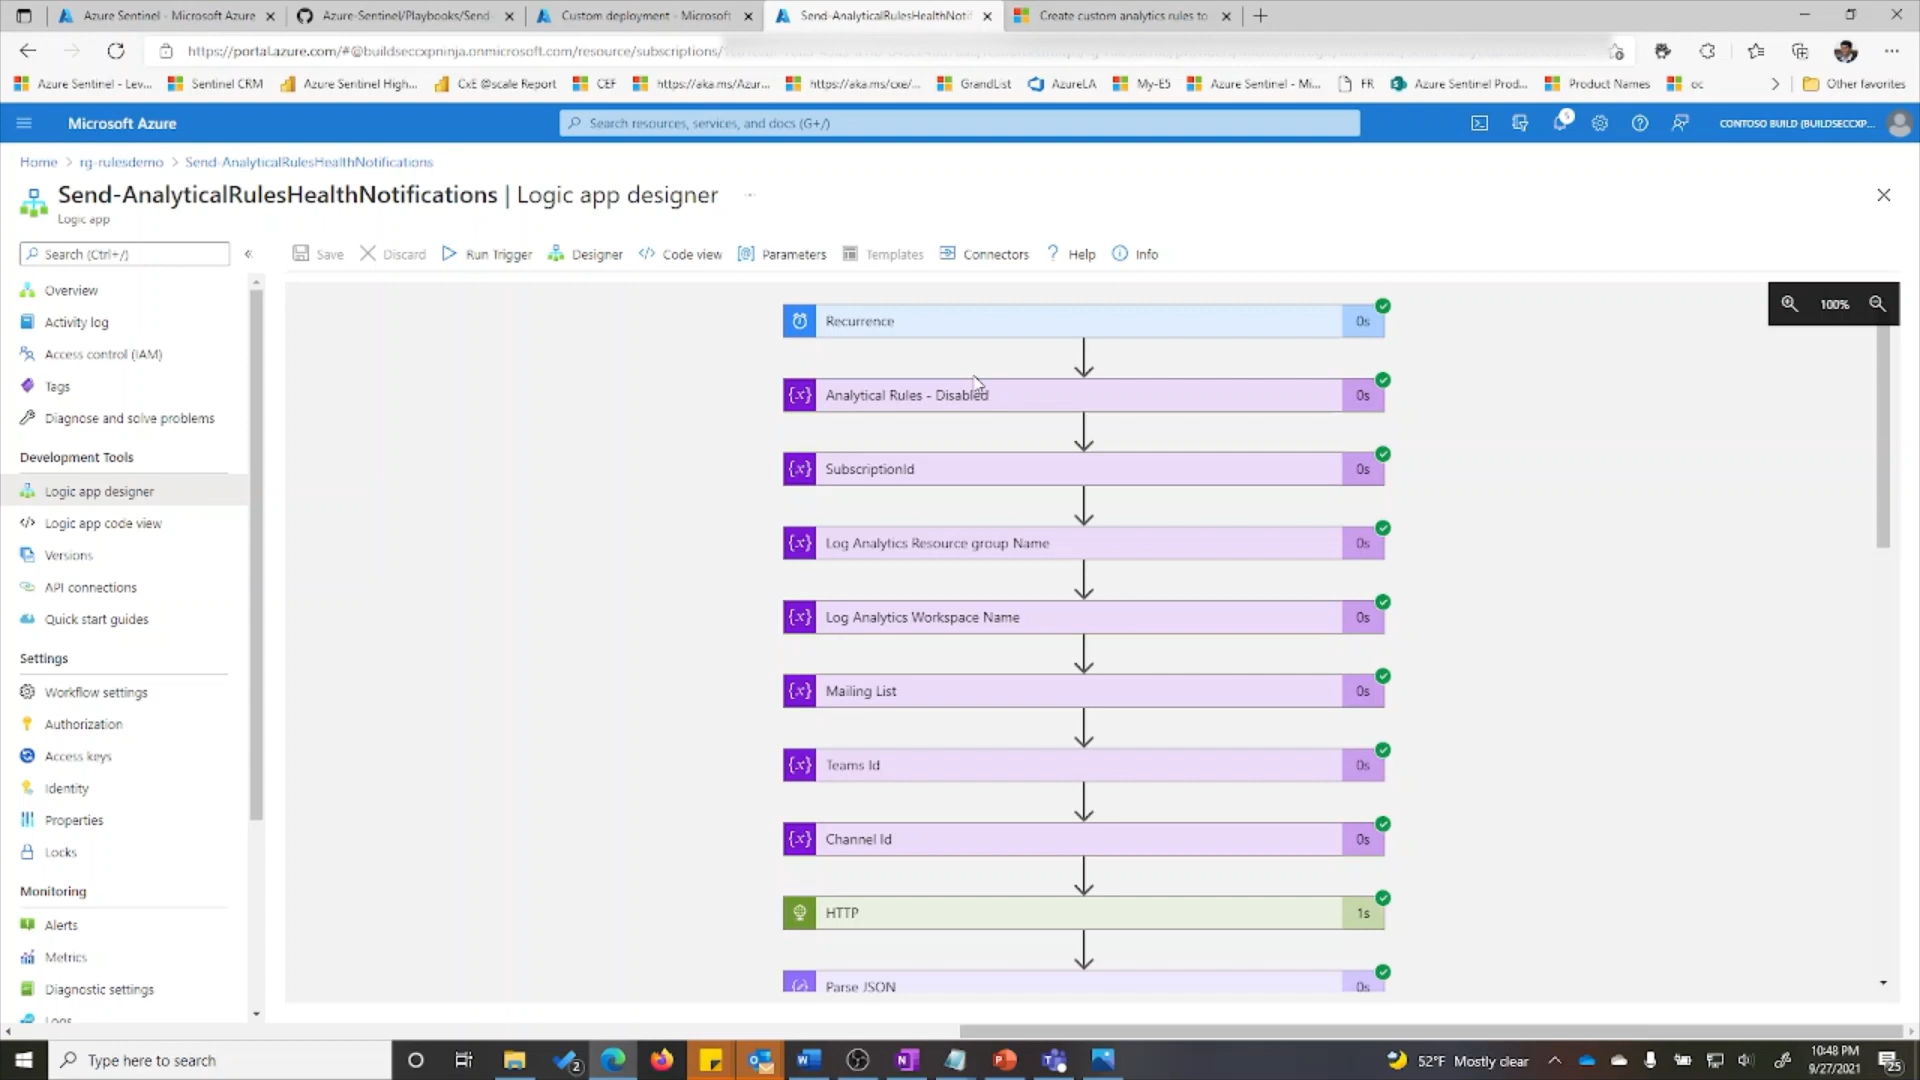 Azure Sentinel - Microsoft Azure
Azure-Sentinel/Playbooks/Send
Custom deployment - Microsoft
Send-AnalyticalRulesHealthNotifi
Create custom analytics rules to
https://portal.azure.com/#@buildseccxpninja.onmicrosoft.com/resource/subscriptions/
Azure Sentinel - Lev...
Sentinel CRM
Azure Sentinel High...
CxE @scale Report
CEF
https://aka.ms/Azur...
https://aka.ms/cxe/...
GrandList
AzureLA
My-E5
Azure Sentinel - Mi...
FR
Azure Sentinel Prod...
Product Names
oc
Other favorites
Microsoft Azure
Search resources, services, and docs (G+/)
CONTOSO BUILD (BUILDSECCXP...
Home > rg-rulesdemo > Send-AnalyticalRulesHealthNotifications
Send-AnalyticalRulesHealthNotifications | Logic app designer
Logic app
Search (Ctrl+/)
Save
Discard
Run Trigger
Designer
Code view
Parameters
Templates
Connectors
Help
Info
Overview
Activity log
Access control (IAM)
Tags
Diagnose and solve problems
Development Tools
Logic app designer
Logic app code view
Versions
API connections
Quick start guides
Settings
Workflow settings
Authorization
Access keys
Identity
Properties
Locks
Monitoring
Alerts
Metrics
Diagnostic settings
Logs
100%
Recurrence 0s
{x} Analytical Rules - Disabled 0s
{x} SubscriptionId 0s
{x} Log Analytics Resource group Name 0s
{x} Log Analytics Workspace Name 0s
{x} Mailing List 0s
{x} Teams Id 0s
{x} Channel Id 0s
HTTP 1s
Parse JSON 0s
Type here to search
2
52°F Mostly clear
10:48 PM
9/27/2021
25